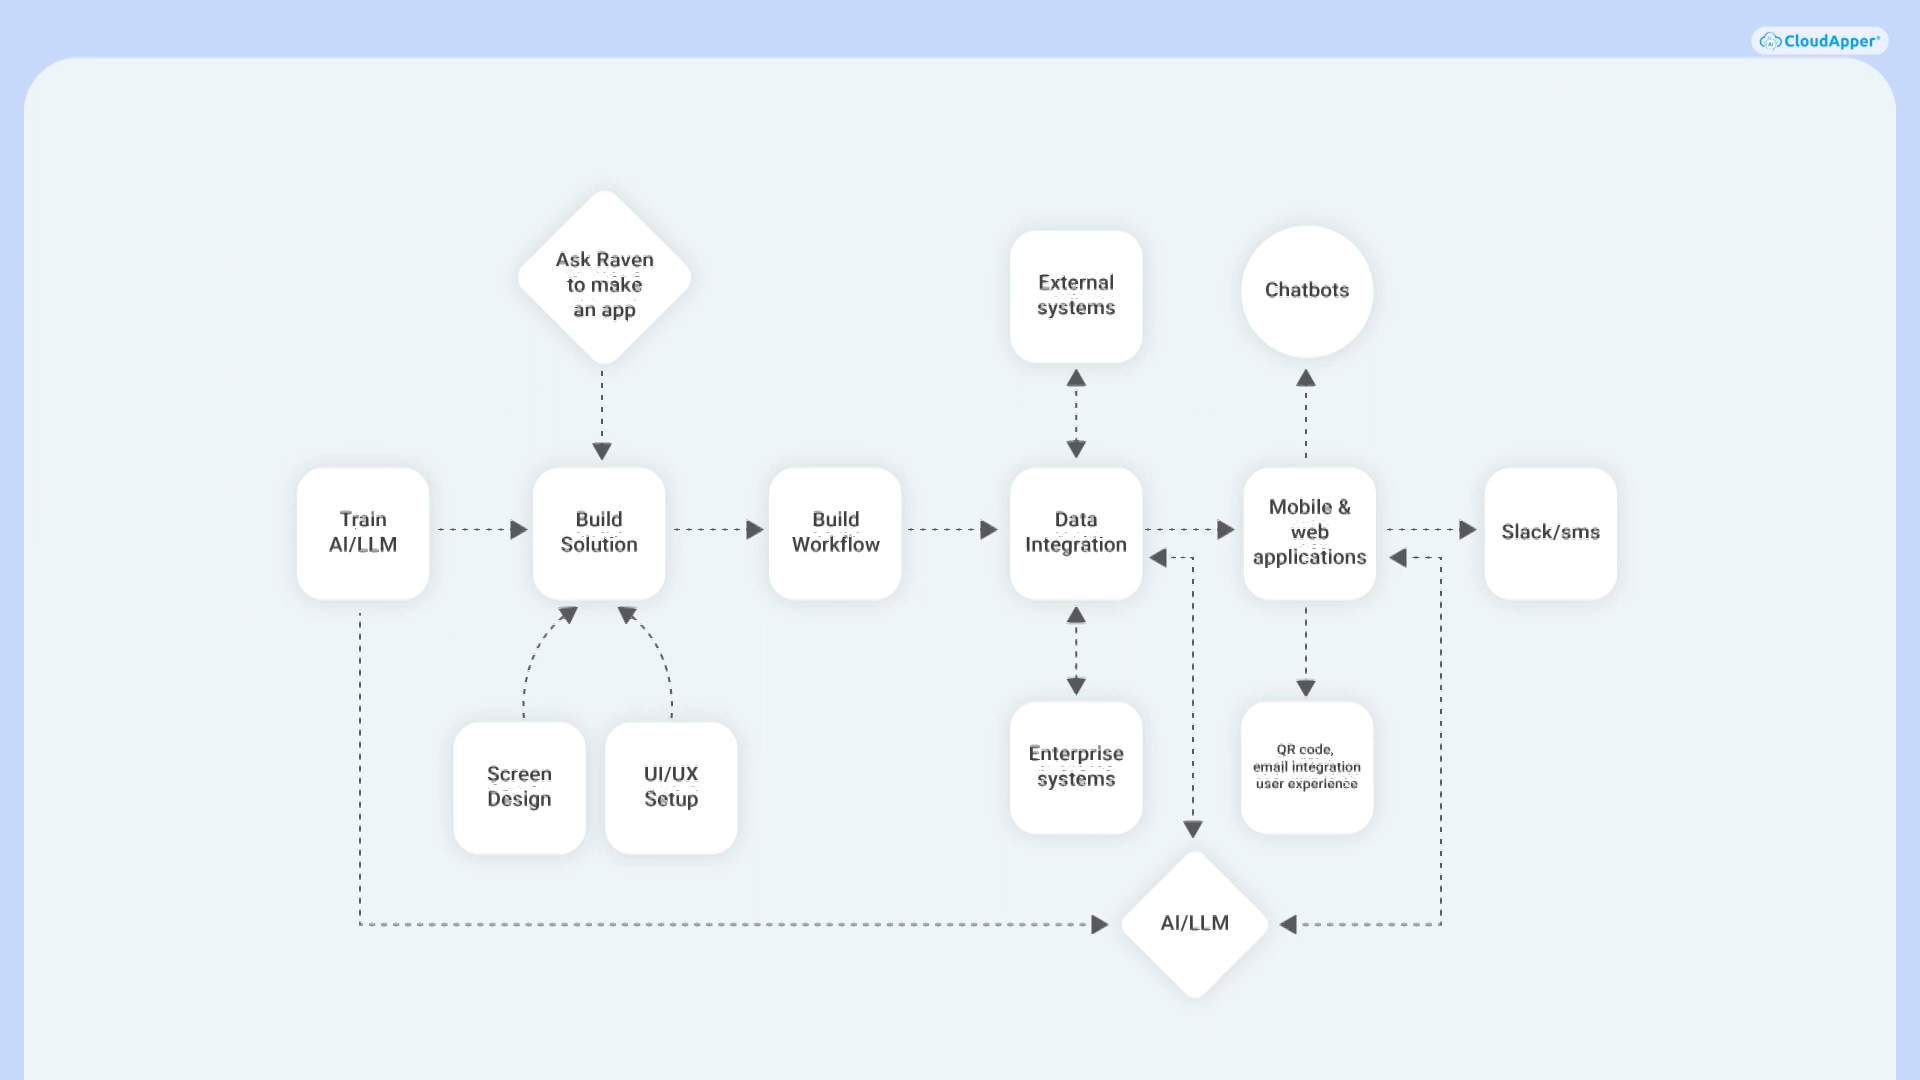 CloudApper®
Ask Raven
to make
an app
External
systems
Chatbots
Train
AI/LLM
Build
Solution
Build
Workflow
Data
Integration
Mobile &
web
applications
Slack/sms
Screen
Design
UI/UX
Setup
Enterprise
systems
QR code,
email integration
user experience
AI/LLM